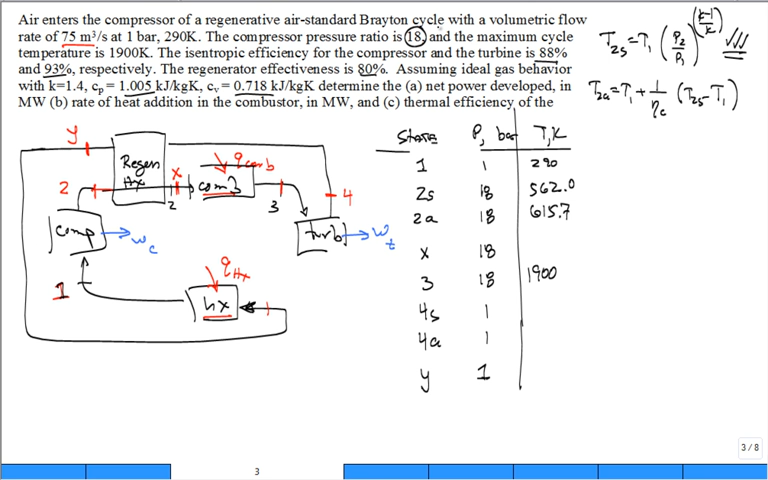 Air enters the compressor of a regenerative air-standard Brayton cycle with a volumetric flow
rate of 75 m³/s at 1 bar, 290K. The compressor pressure ratio is 18, and the maximum cycle
temperature is 1900K. The isentropic efficiency for the compressor and the turbine is 88%
and 93%, respectively. The regenerator effectiveness is 80%. Assuming ideal gas behavior
with k=1.4, cp = 1.005 kJ/kgK, cv= 0.718 kJ/kgK determine the (a) net power developed, in
MW (b) rate of heat addition in the combustor, in MW, and (c) thermal efficiency of the
T2s = T1 (P2/P1)^((k-1)/k)
T2a = T1 + 1/ηc (T2s - T1)
y
Regen
Hx
x
qcomb
comb
2
2
3
4
comp
wc
turb
wt
1
qHx
hx
State P, bar T, K
1 1 290
2s 18 562.0
2a 18 615.7
x 18
3 18 1900
4s 1
4a 1
y 1
3 / 8
3